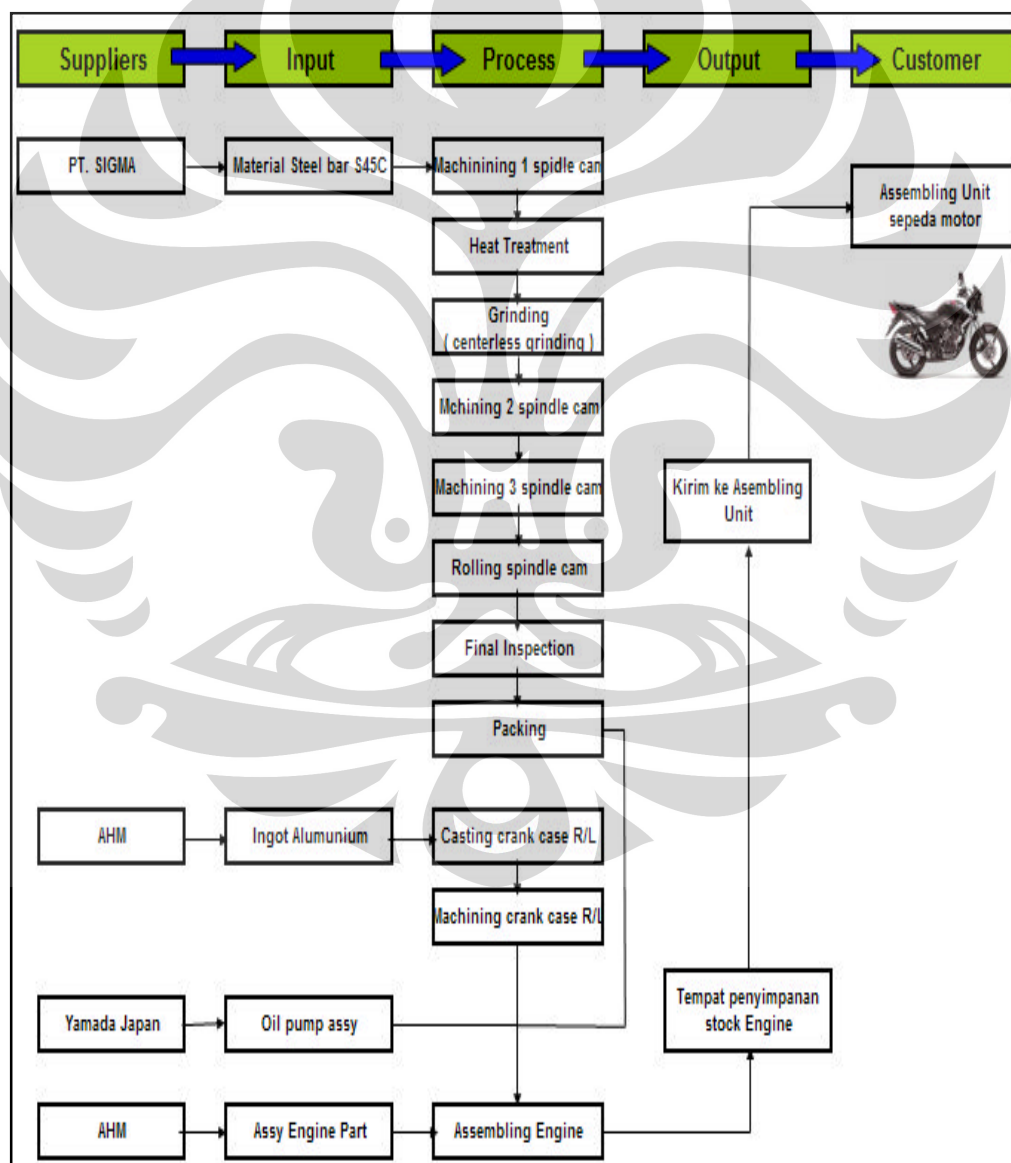 Suppliers
Input
Process
Output
Customer
PT. SIGMA
Material Steel bar S45C
Machinining 1 spidle can
Assembling Unit
sepeda motor
Heat Treatment
Grinding
( centerless grinding )
Mchining 2 spindle cam
Machining 3 spindle cam
Kirim ke Asembling
Unit
Rolling spindle cam
Final Inspection
Packing
AHM
Ingot Alumunium
Casting crank case R/L
Machining crank case R/L
Tempat penyimpanan
stock Engine
Yamada Japan
Oil pump assy
AHM
Assy Engine Part
Assembling Engine